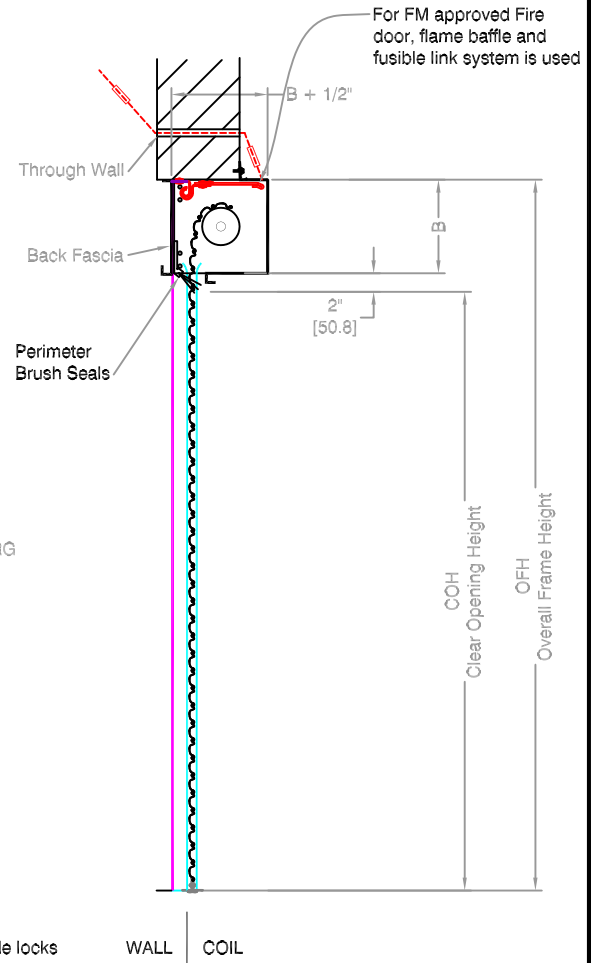 For FM approved Fire
door, flame baffle and
fusible link system is used
B + 1/2"
Through Wall
Back Fascia
B
2"
[50.8]
Perimeter
Brush Seals
COH
Clear Opening Height
OFH
Overall Frame Height
WALL
COIL
locks